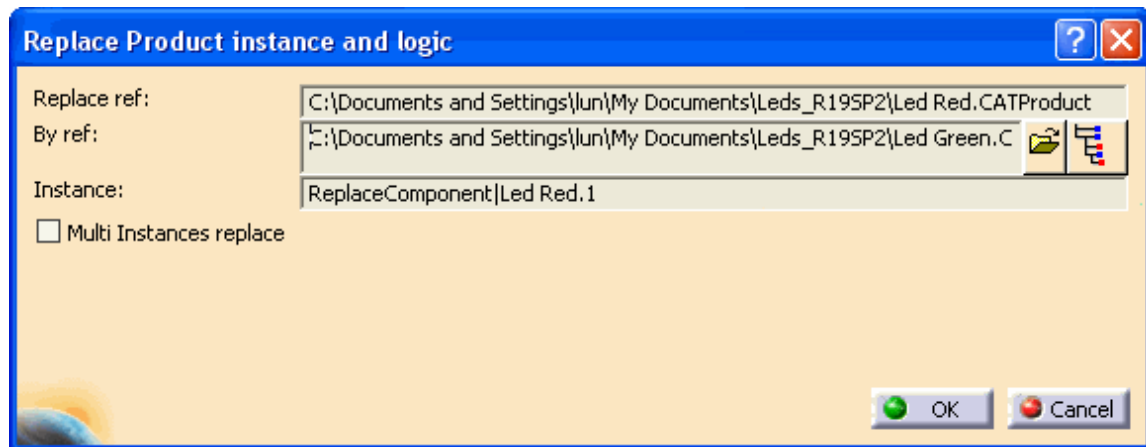 Replace Product instance and logic
Replace ref: C:\Documents and Settings\lun\My Documents\Leds_R19SP2\Led Red.CATProduct
By ref: C:\Documents and Settings\lun\My Documents\Leds_R19SP2\Led Green.C
Instance: ReplaceComponent|Led Red.1
Multi Instances replace
OK Cancel